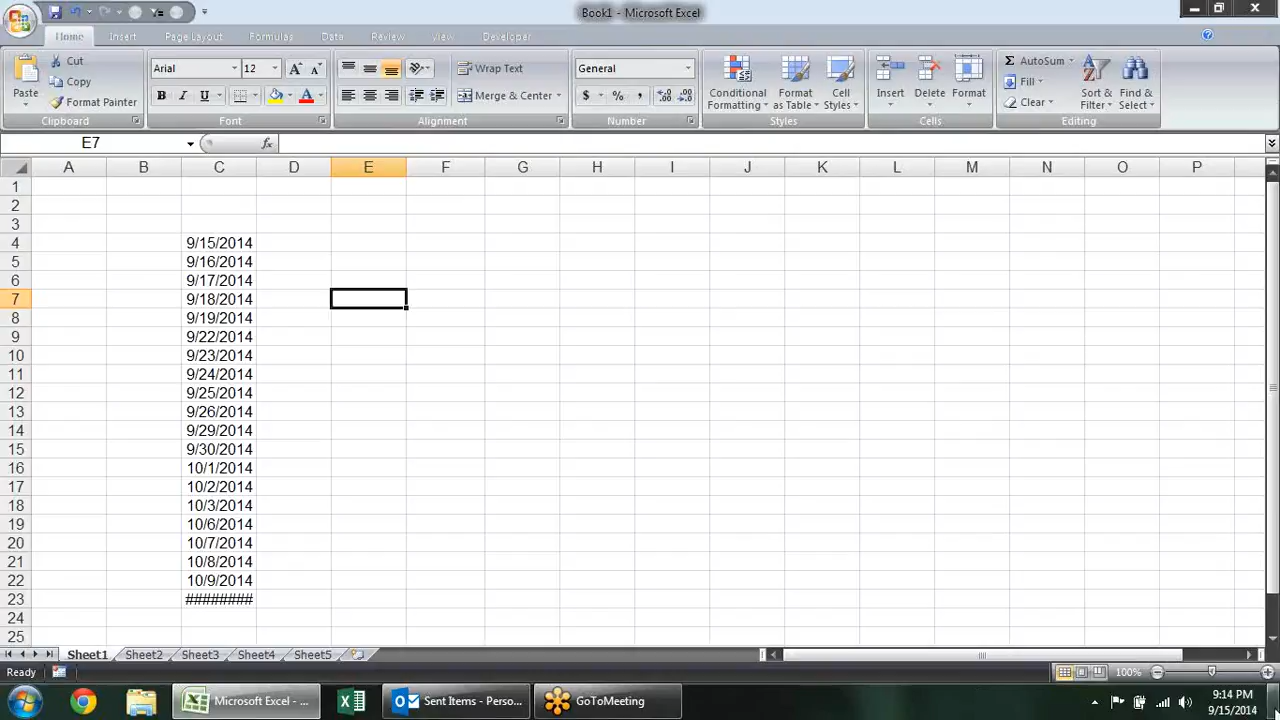 Book1 - Microsoft Excel
Home Insert Page Layout Formulas Data Review View Developer
Paste
Cut
Copy
Format Painter
Clipboard
Arial 12
B I U
Font
Wrap Text
Merge & Center
Alignment
General
$ % ,
Number
Conditional Formatting
Format as Table
Cell Styles
Styles
Insert Delete Format
Cells
AutoSum
Fill
Clear
Sort & Filter
Find & Select
Editing
E7 fx
A B C D E F G H I J K L M N O P
1
2
3
4 9/15/2014
5 9/16/2014
6 9/17/2014
7 9/18/2014
8 9/19/2014
9 9/22/2014
10 9/23/2014
11 9/24/2014
12 9/25/2014
13 9/26/2014
14 9/29/2014
15 9/30/2014
16 10/1/2014
17 10/2/2014
18 10/3/2014
19 10/6/2014
20 10/7/2014
21 10/8/2014
22 10/9/2014
23 ########
24
25
Sheet1 Sheet2 Sheet3 Sheet4 Sheet5
Ready 100%
Microsoft Excel - ... Sent Items - Perso... GoToMeeting
9:14 PM
9/15/2014